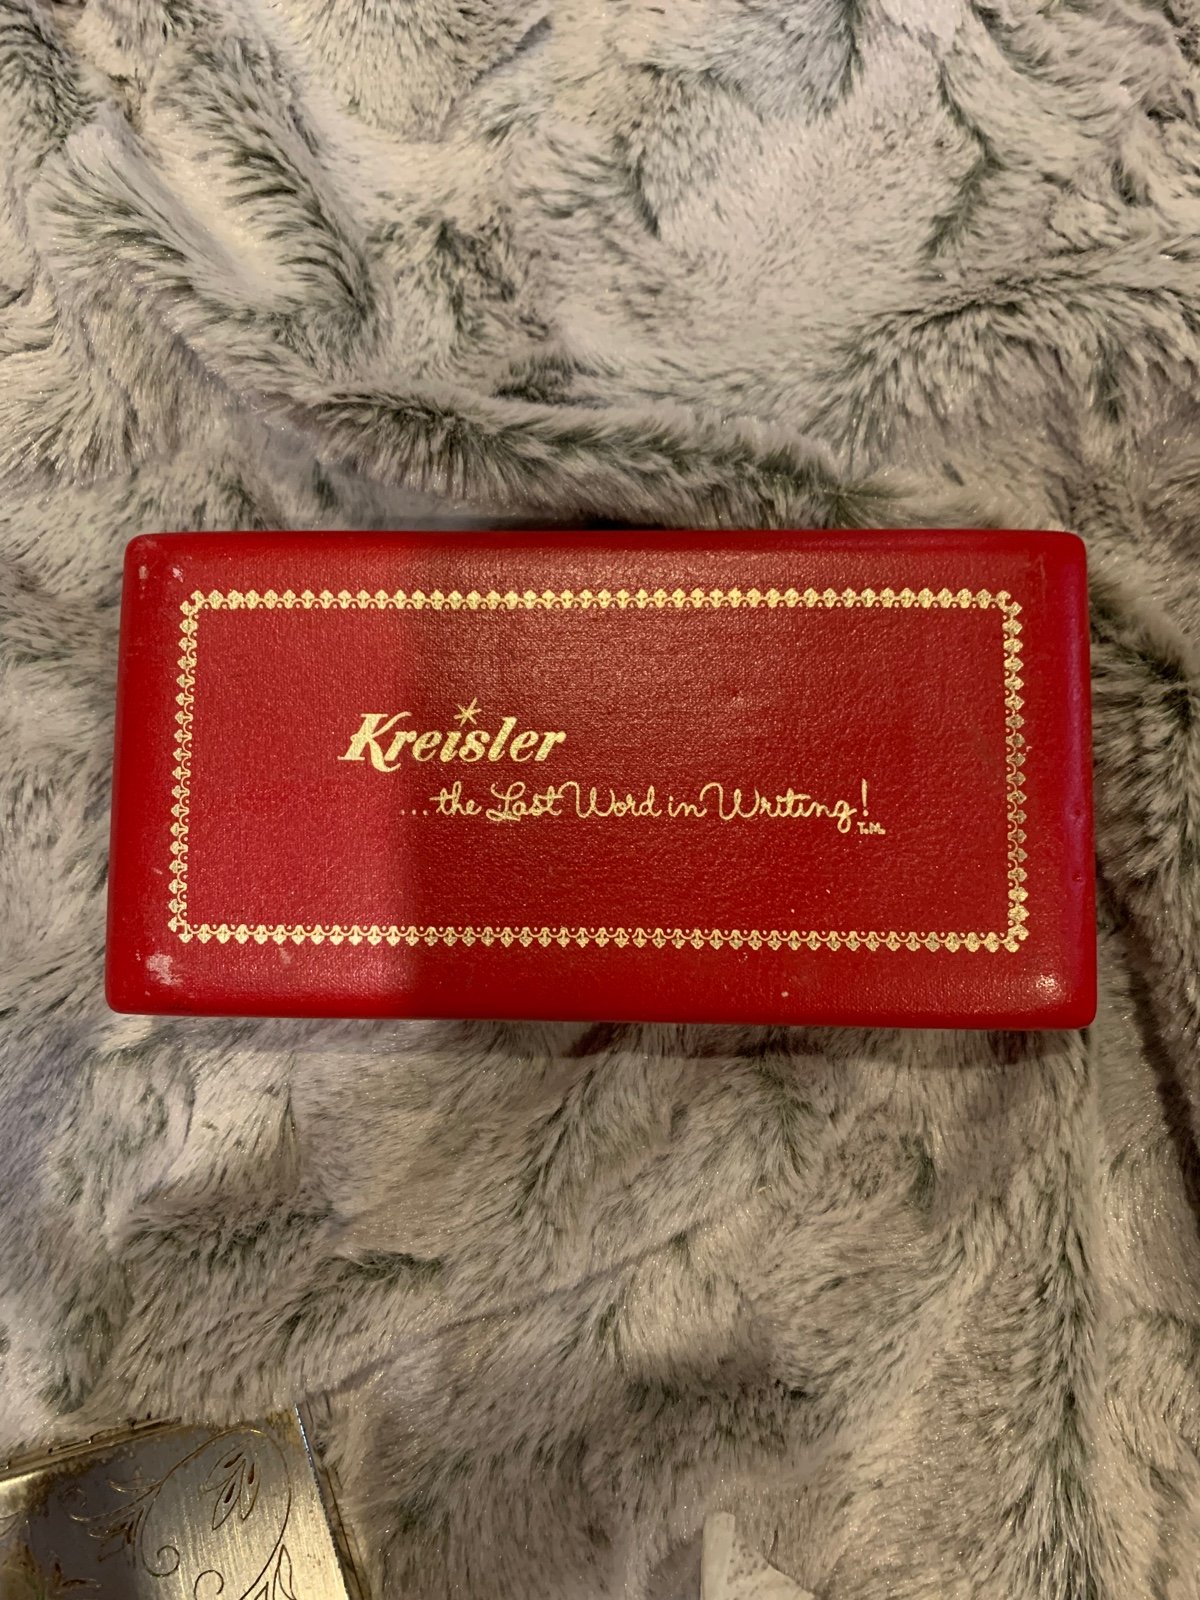 Kreisler
...the Last Word in Writing! T.M.